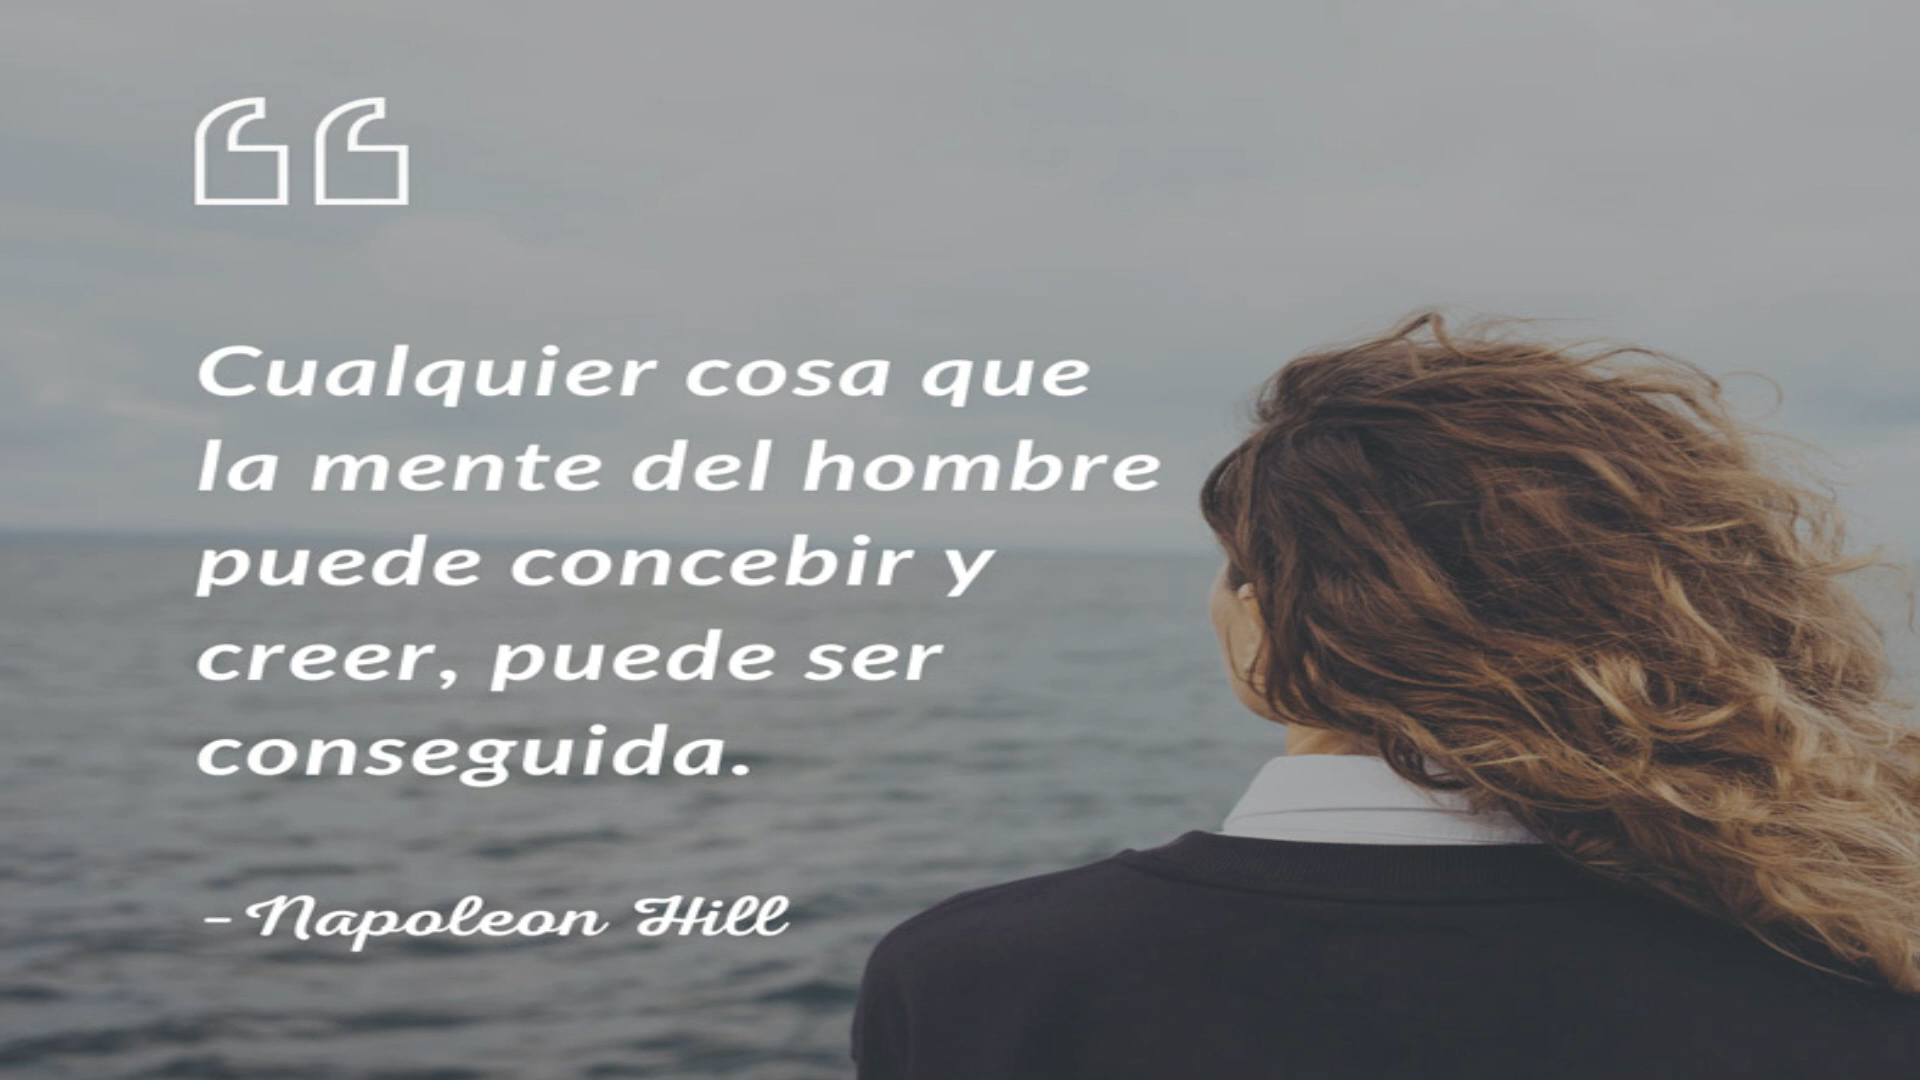 Cualquier cosa que
la mente del hombre
puede concebir y
creer, puede ser
conseguida.
- Napoleon Hill